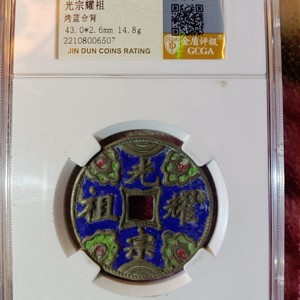 光宗耀祖
烤蓝合背
43.0*2.6mm 14.8g
22108006507
金盾评级
GCGA
JIN DUN COINS RATING
光
祖 耀
宗